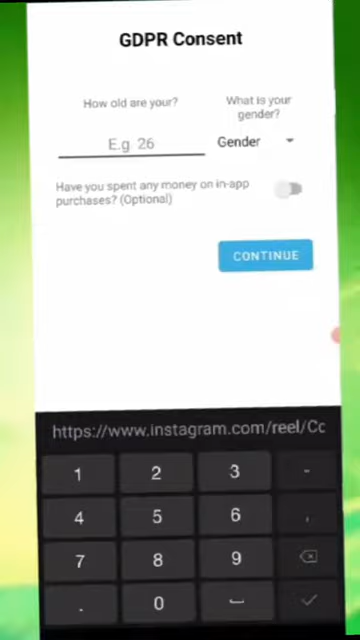 GDPR Consent
How old are your?
What is your
gender?
E.g 26
Gender
Have you spent any money on in-app
purchases? (Optional)
CONTINUE
https://www.instagram.com/reel/Cc
1 2 3 -
4 5 6 ,
7 8 9
. 0